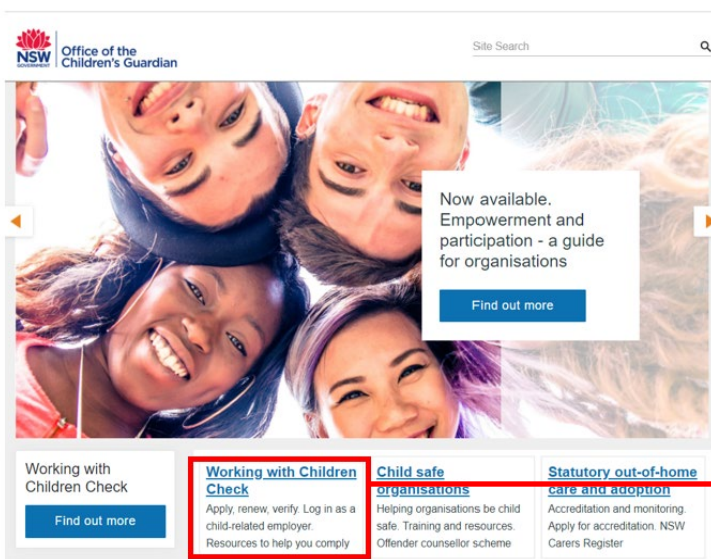 Site Search
NSW
GOVERNMENT
Office of the
Children's Guardian
Now available.
Empowerment and
participation - a guide
for organisations
Find out more
Working with
Children Check
Find out more
Working with Children
Check
Apply, renew, verify. Log in as a
child-related employer.
Resources to help you comply
Child safe
organisations
Helping organisations be child
safe. Training and resources.
Offender counsellor scheme
Statutory out-of-home
care and adoption
Accreditation and monitoring.
Apply for accreditation. NSW
Carers Register